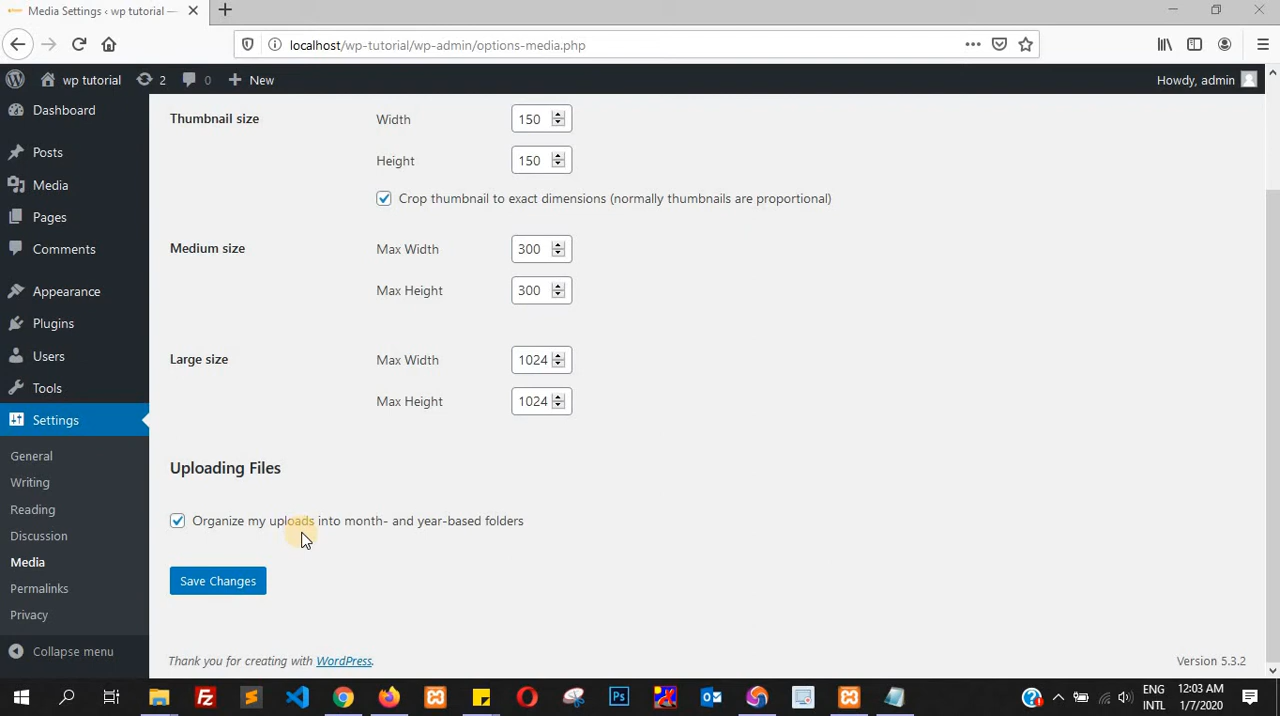 Media Settings ‹ wp tutorial —
localhost/wp-tutorial/wp-admin/options-media.php
wp tutorial 2 0 New Howdy, admin
Dashboard
Posts
Media
Pages
Comments
Appearance
Plugins
Users
Tools
Settings
General
Writing
Reading
Discussion
Media
Permalinks
Privacy
Collapse menu
Thumbnail size Width 150
Height 150
Crop thumbnail to exact dimensions (normally thumbnails are proportional)
Medium size Max Width 300
Max Height 300
Large size Max Width 1024
Max Height 1024
Uploading Files
Organize my uploads into month- and year-based folders
Save Changes
Thank you for creating with WordPress. Version 5.3.2
Ps
ENG 12:03 AM
INTL 1/7/2020